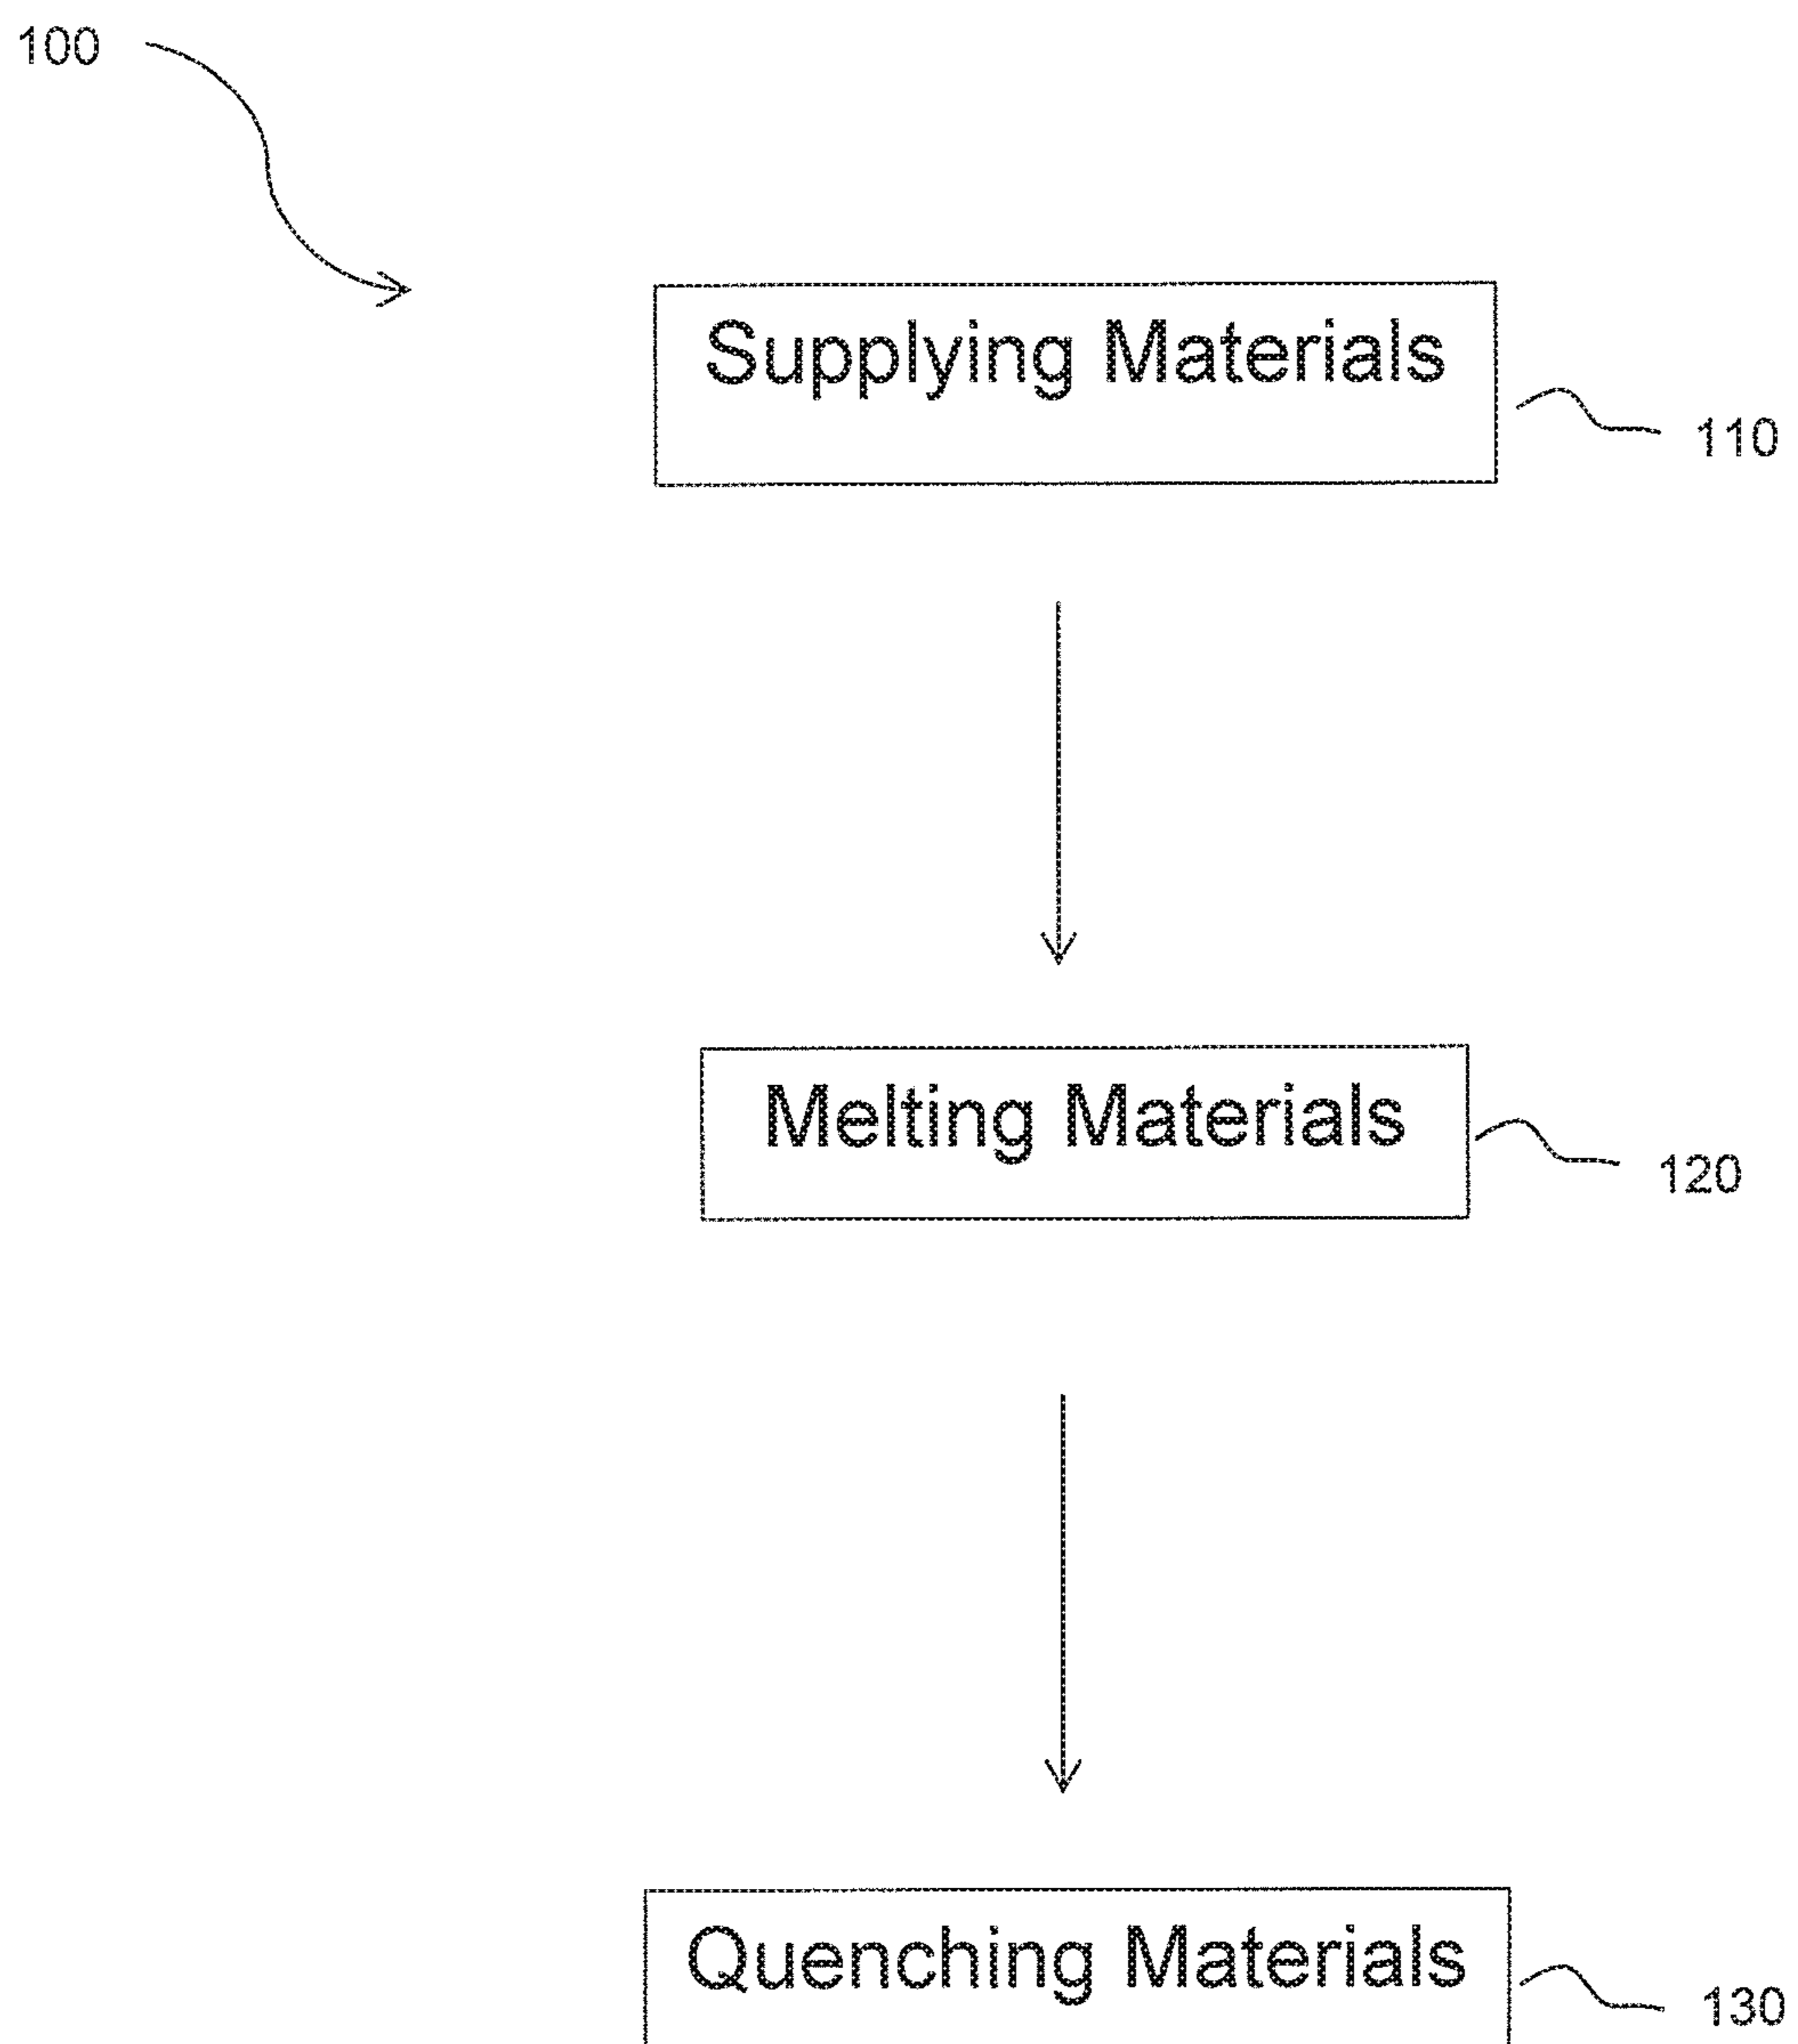 100
Supplying Materials
110
Melting Materials
120
Quenching Materials
130